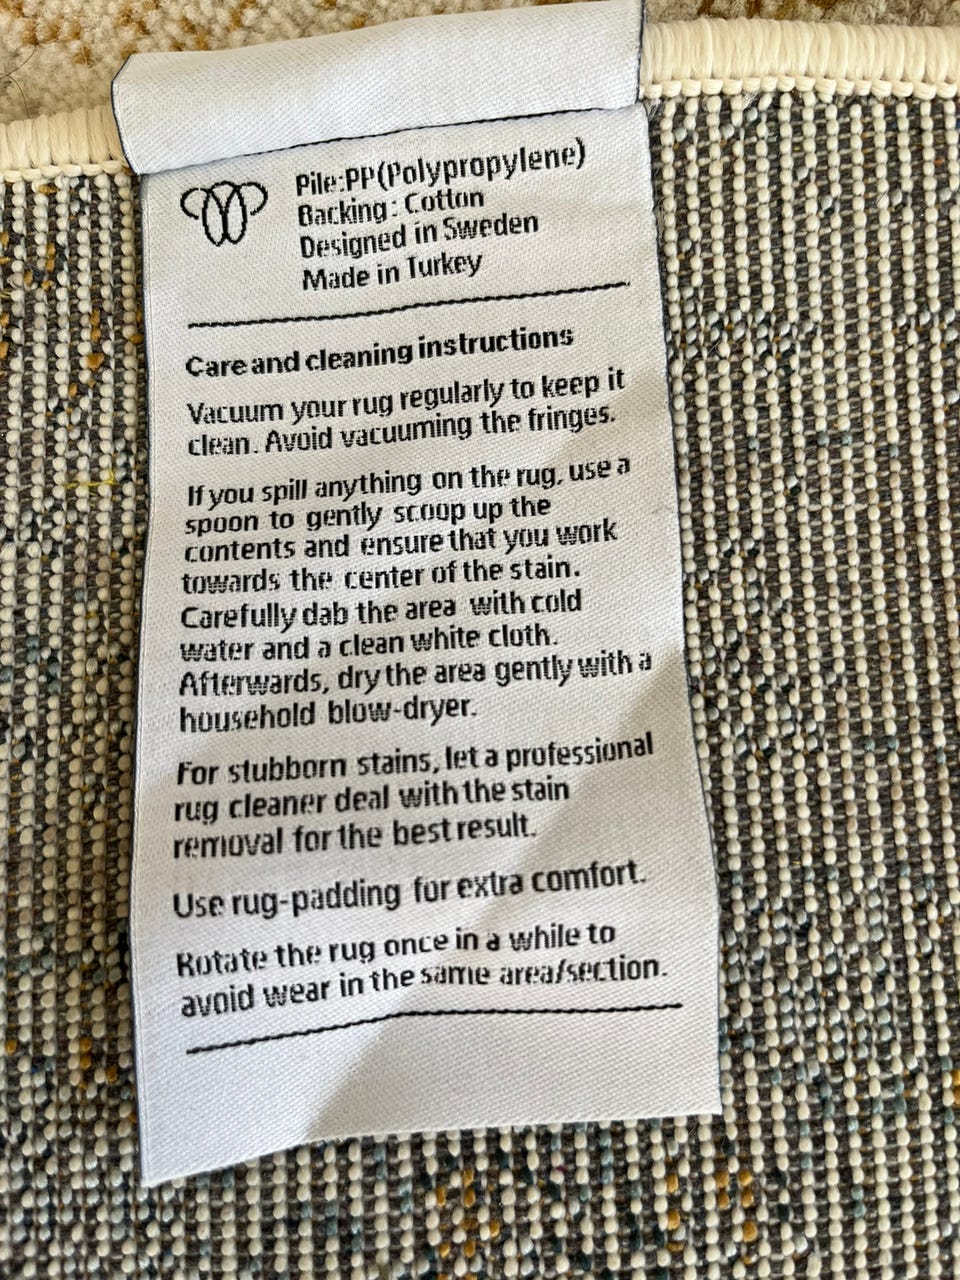 Pile:PP(Polypropylene)
Backing: Cotton
Designed in Sweden
Made in Turkey
Care and cleaning instructions
Vacuum your rug regularly to keep it
clean. Avoid vacuuming the fringes.
If you spill anything on the rug, use a
spoon to gently scoop up the
contents and ensure that you work
towards the center of the stain.
Carefully dab the area with cold
water and a clean white cloth.
Afterwards, dry the area gently with a
household blow-dryer.
For stubborn stains, let a professional
rug cleaner deal with the stain
removal for the best result.
Use rug-padding for extra comfort.
Rotate the rug once in a while to
avoid wear in the same area/section.